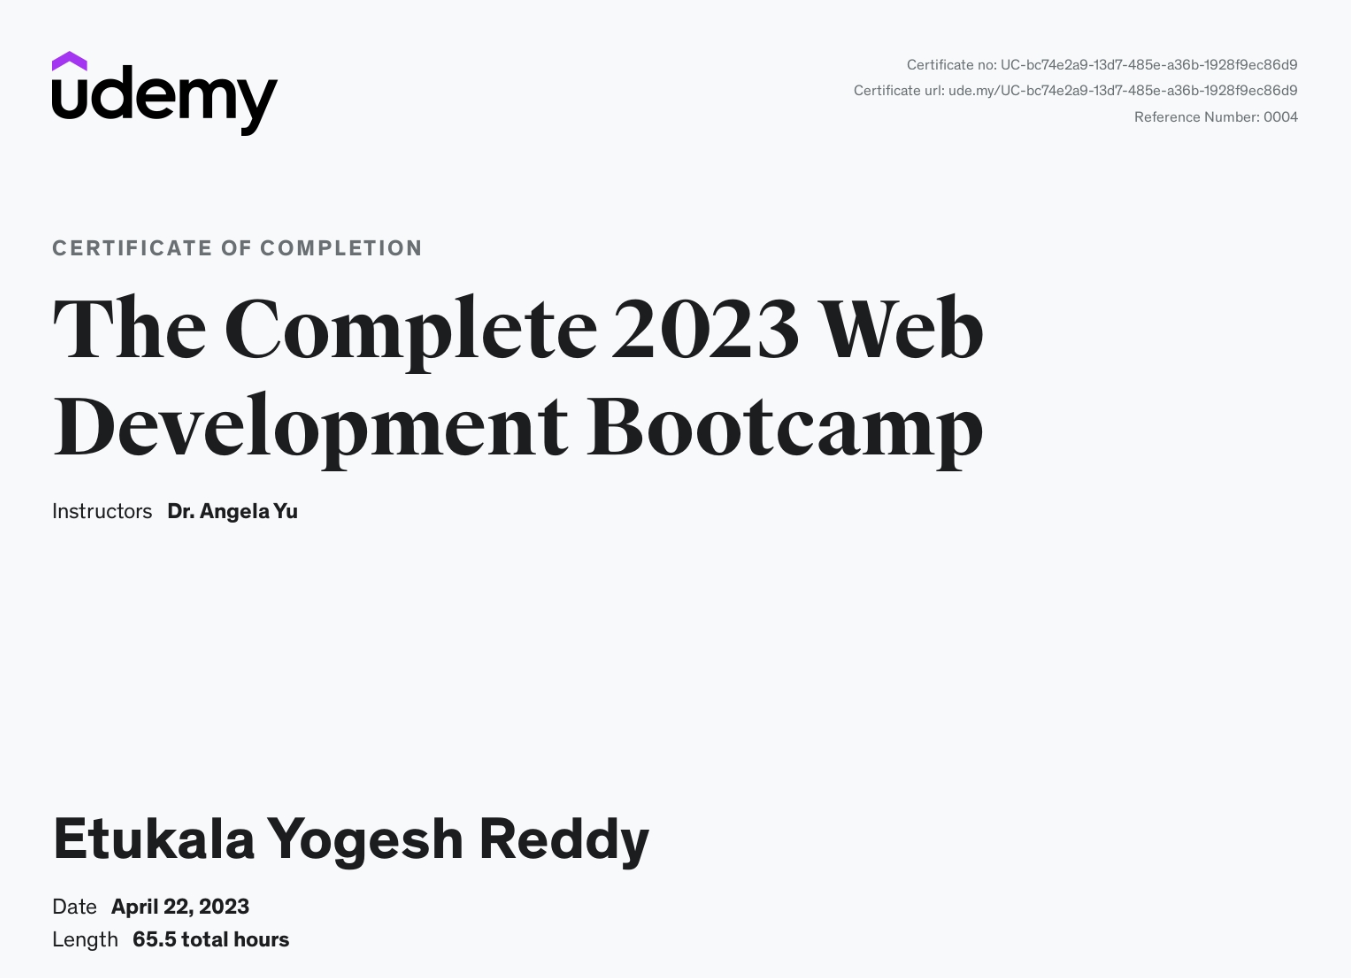 udemy
Certificate no: UC-bc74e2a9-13d7-485e-a36b-1928f9ec86d9
Certificate url: ude.my/UC-bc74e2a9-13d7-485e-a36b-1928f9ec86d9
Reference Number: 0004
CERTIFICATE OF COMPLETION
The Complete 2023 Web
Development Bootcamp
Instructors Dr. Angela Yu
Etukala Yogesh Reddy
Date April 22, 2023
Length 65.5 total hours